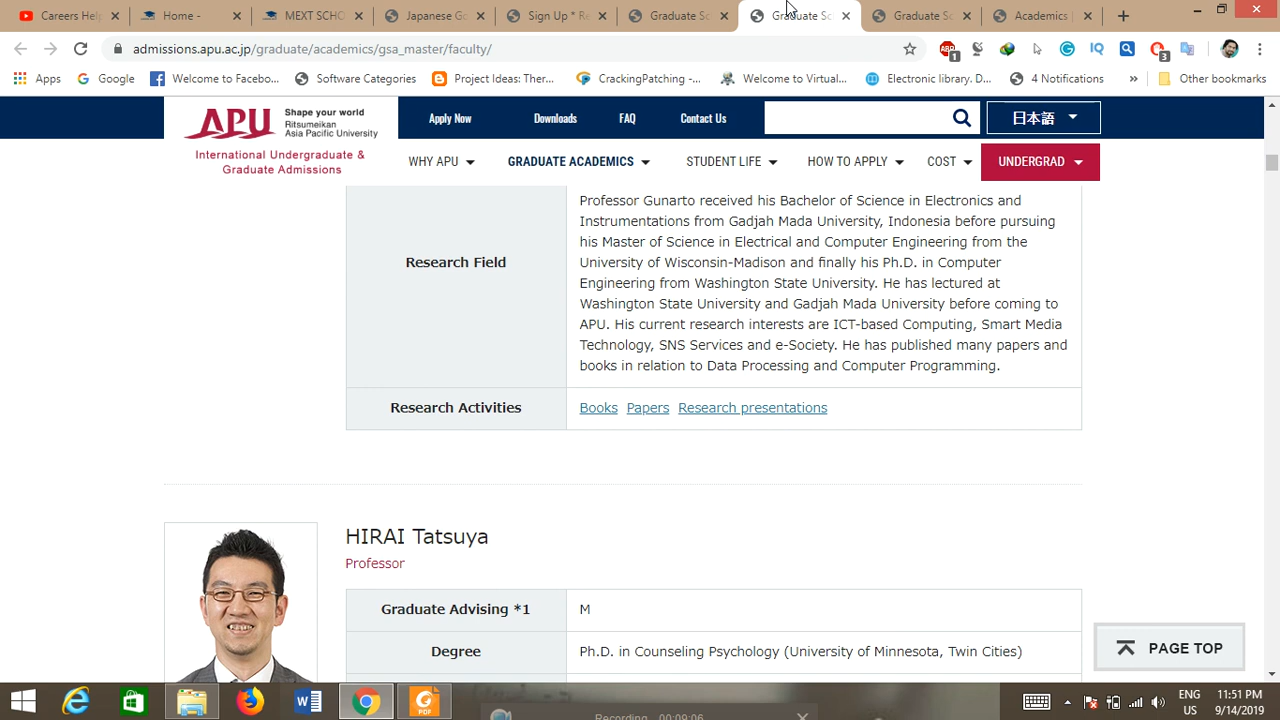 Careers Help
Home -
MEXT SCHO
Japanese Go
Sign Up * Re
Graduate Sc
Graduate Sc
Graduate Sc
Academics |
admissions.apu.ac.jp/graduate/academics/gsa_master/faculty/
Apps
Google
Welcome to Facebo...
Software Categories
Project Ideas: Ther...
CrackingPatching -...
Welcome to Virtual...
Electronic library. D...
4 Notifications
»
Other bookmarks
APU
Shape your world
Ritsumeikan
Asia Pacific University
International Undergraduate &
Graduate Admissions
Apply Now
Downloads
FAQ
Contact Us
日本語
WHY APU
GRADUATE ACADEMICS
STUDENT LIFE
HOW TO APPLY
COST
UNDERGRAD
Research Field
Professor Gunarto received his Bachelor of Science in Electronics and
Instrumentations from Gadjah Mada University, Indonesia before pursuing
his Master of Science in Electrical and Computer Engineering from the
University of Wisconsin-Madison and finally his Ph.D. in Computer
Engineering from Washington State University. He has lectured at
Washington State University and Gadjah Mada University before coming to
APU. His current research interests are ICT-based Computing, Smart Media
Technology, SNS Services and e-Society. He has published many papers and
books in relation to Data Processing and Computer Programming.
Research Activities
Books Papers Research presentations
HIRAI Tatsuya
Professor
Graduate Advising *1
M
Degree
Ph.D. in Counseling Psychology (University of Minnesota, Twin Cities)
PAGE TOP
Recording... 00:09:06
ENG
US
11:51 PM
9/14/2019